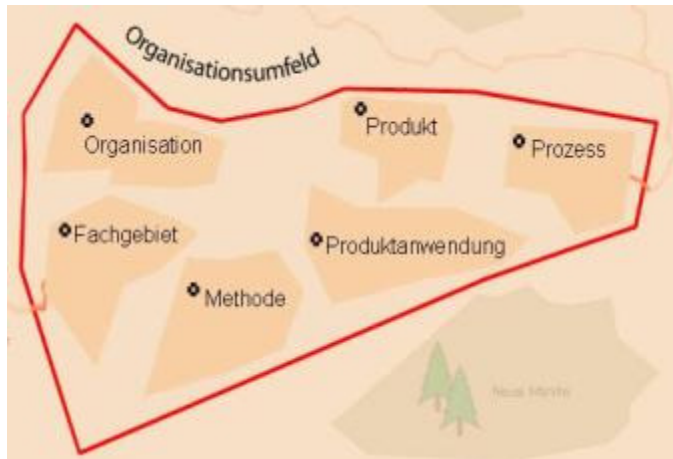 Organisationsumfeld
Organisation
Produkt
Prozess
Fachgebiet
Produktanwendung
Methode